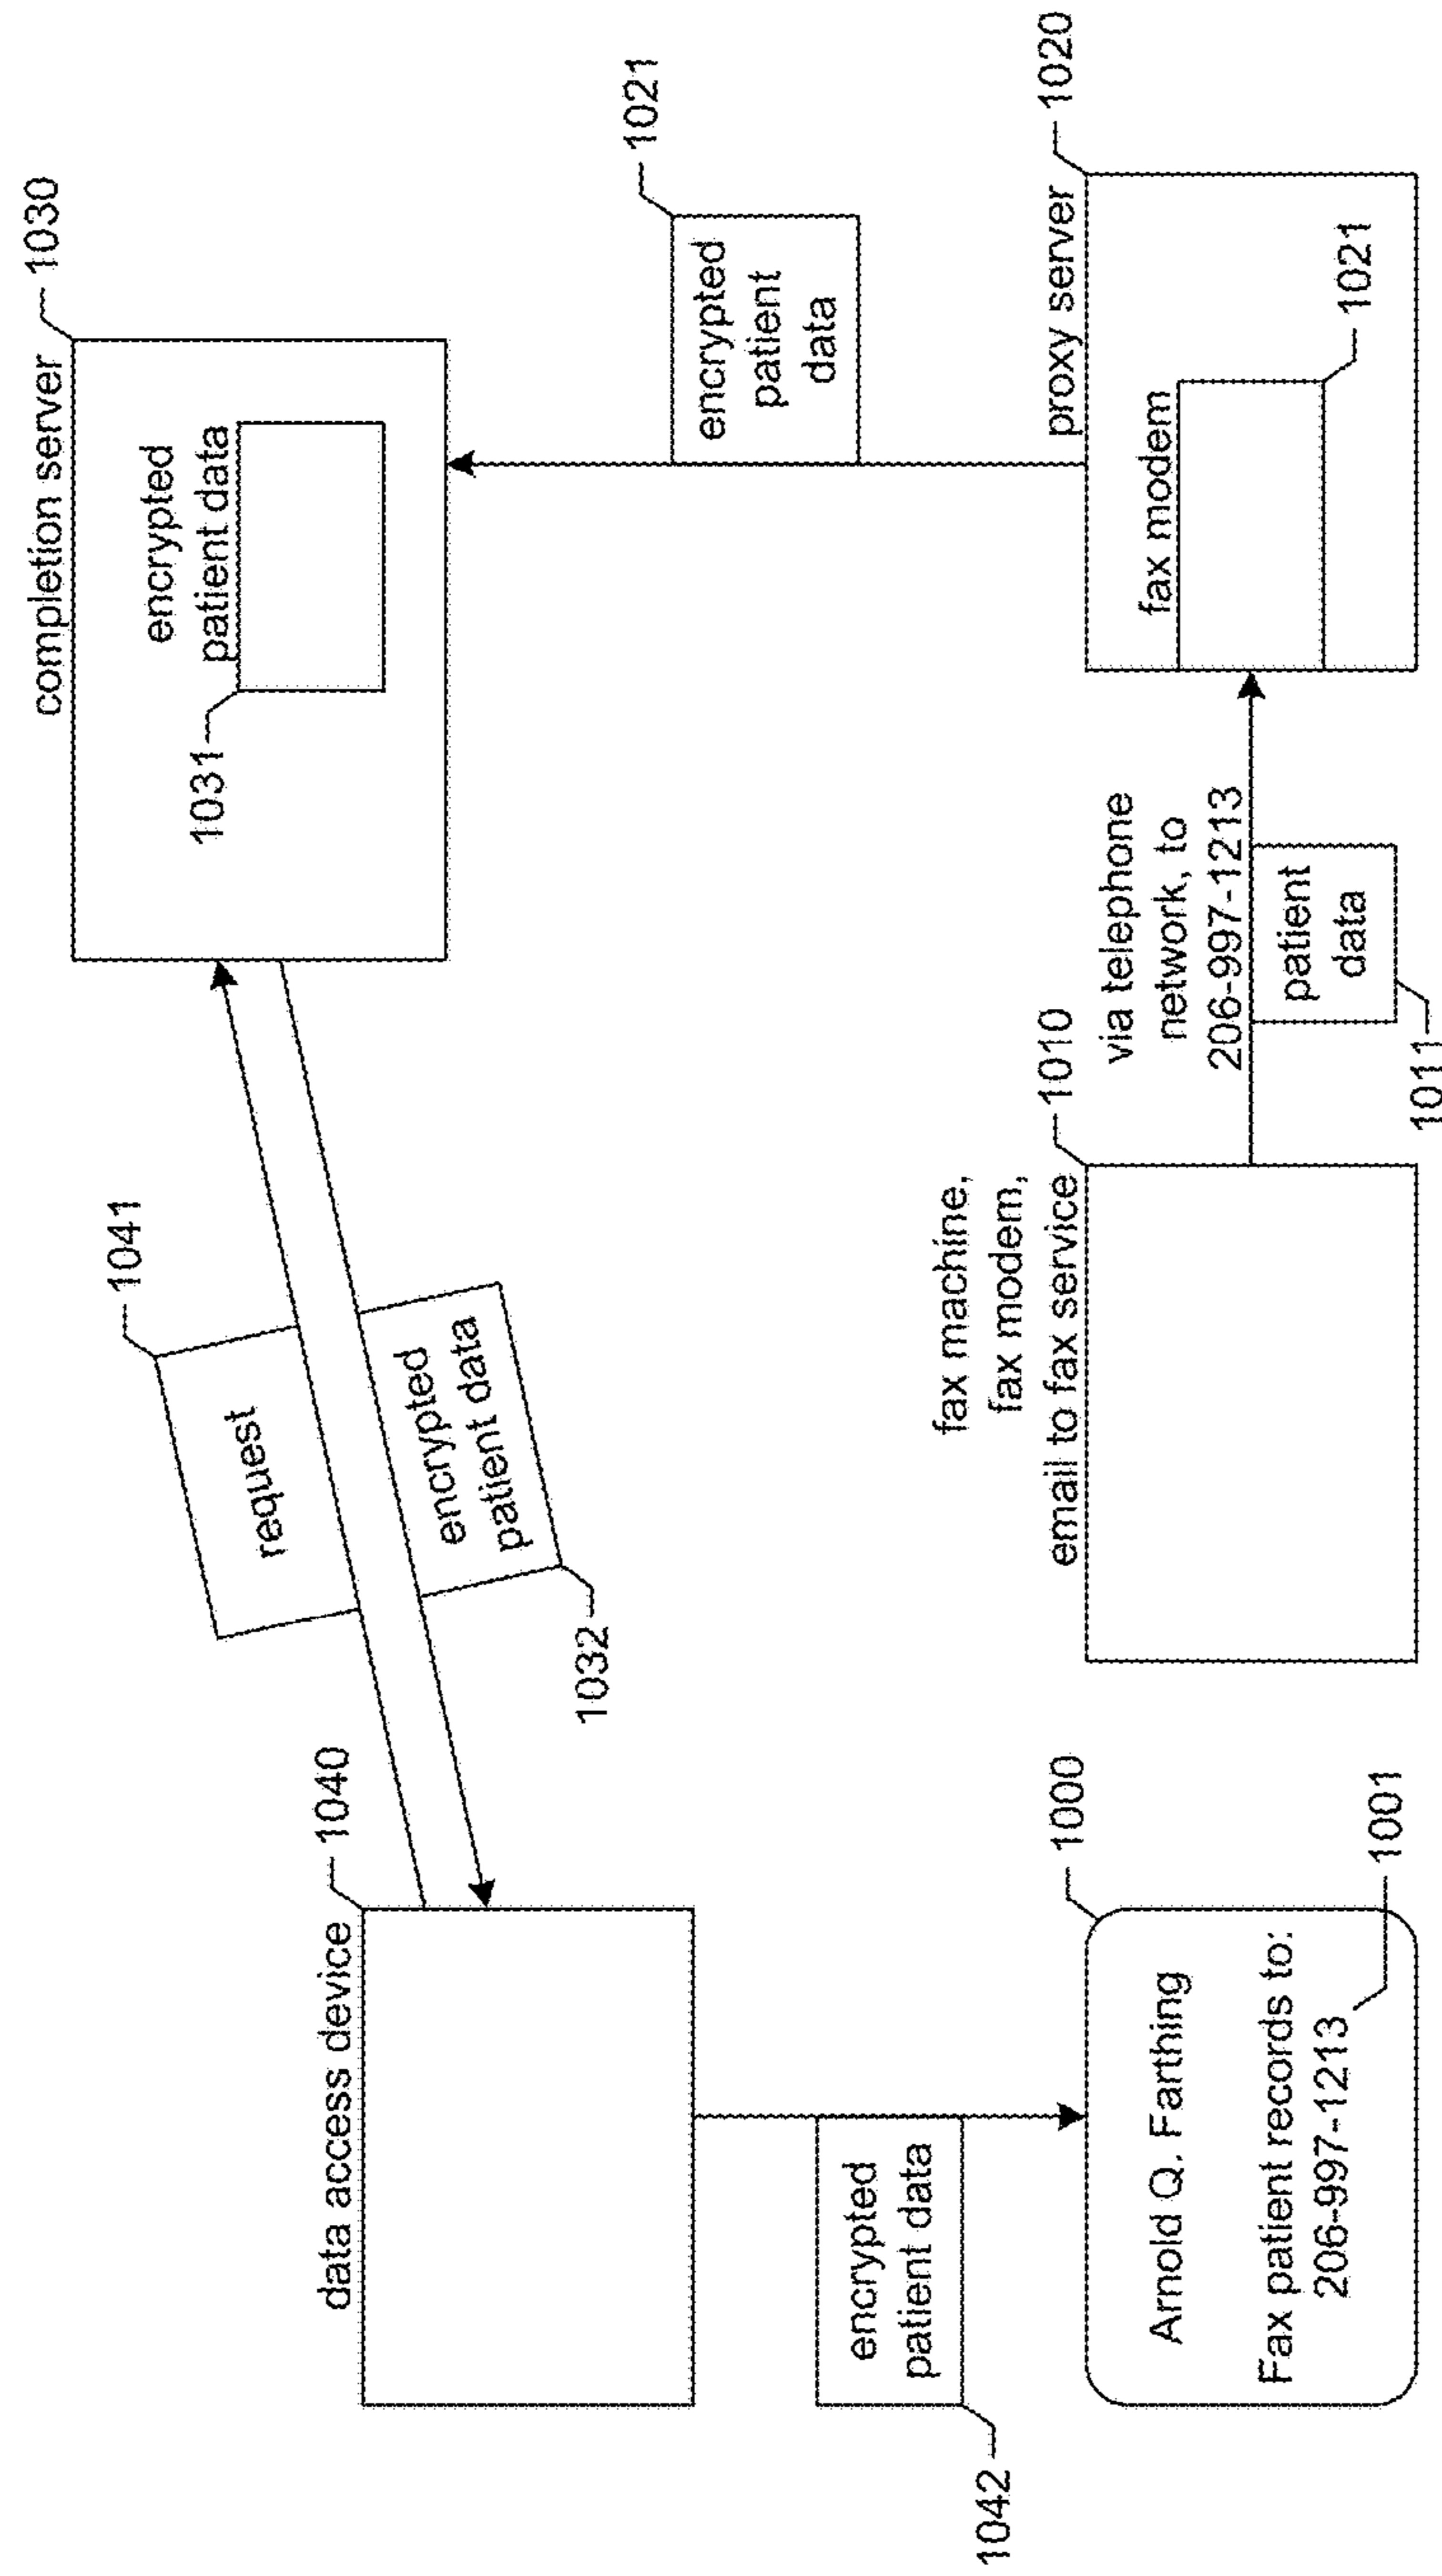 data access device
1040
request
1041
encrypted
patient data
1032
completion server
1030
encrypted
patient data
1031
encrypted
patient data
1042
encrypted
patient
data
1021
Arnold Q. Farthing
Fax patient records to:
206-997-1213
1000
1001
fax machine,
fax modem,
email to fax service
1010
via telephone
network, to
206-997-1213
patient
data
1011
proxy server
1020
fax modem
1021